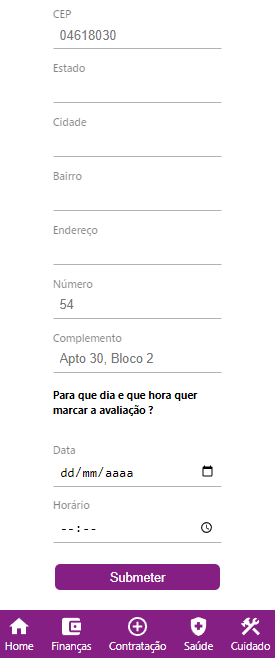 CEP
04618030
Estado
Cidade
Bairro
Endereço
Número
54
Complemento
Apto 30, Bloco 2
Para que dia e que hora quer
marcar a avaliação ?
Data
dd/mm/aaaa
Horário
--:--
Submeter
Home Finanças Contratação Saúde Cuidado